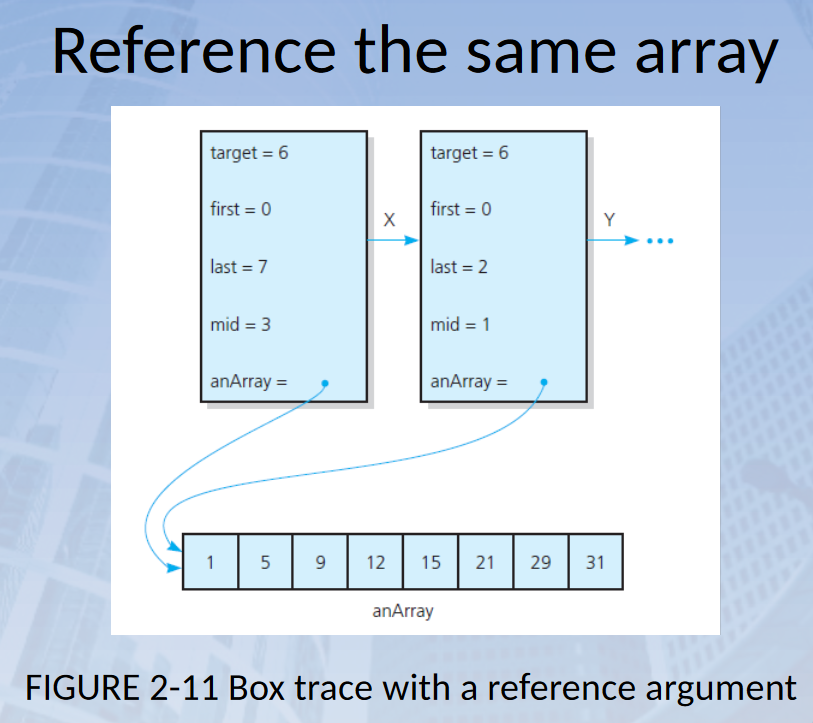 Reference the same array
target = 6
first = 0
last = 7
mid = 3
anArray =
X
target = 6
first = 0
last = 2
mid = 1
anArray =
Y
1 5 9 12 15 21 29 31
anArray
FIGURE 2-11 Box trace with a reference argument